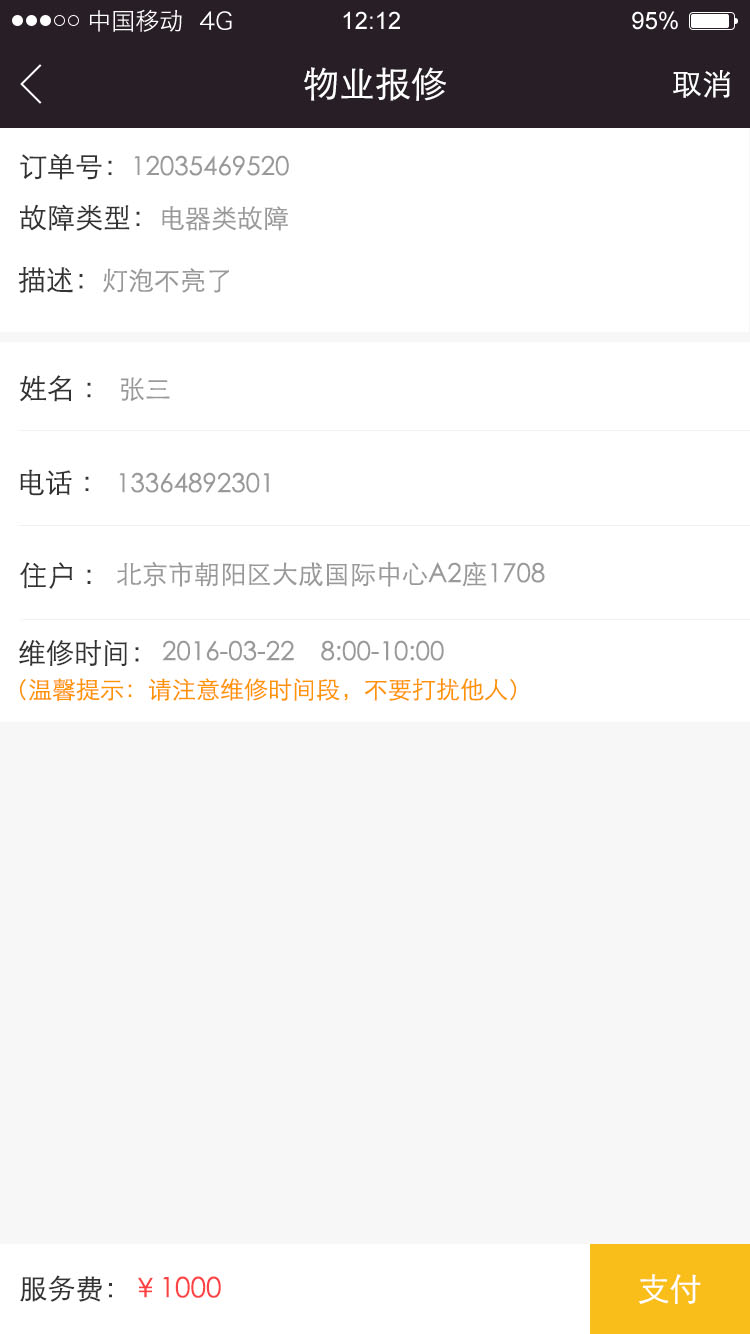 中国移动 4G 12:12 95%
物业报修 取消
订单号：12035469520
故障类型：电器类故障
描述：灯泡不亮了
姓名： 张三
电话： 13364892301
住户： 北京市朝阳区大成国际中心A2座1708
维修时间： 2016-03-22 8:00-10:00
（温馨提示：请注意维修时间段，不要打扰他人）
服务费：￥1000 支付